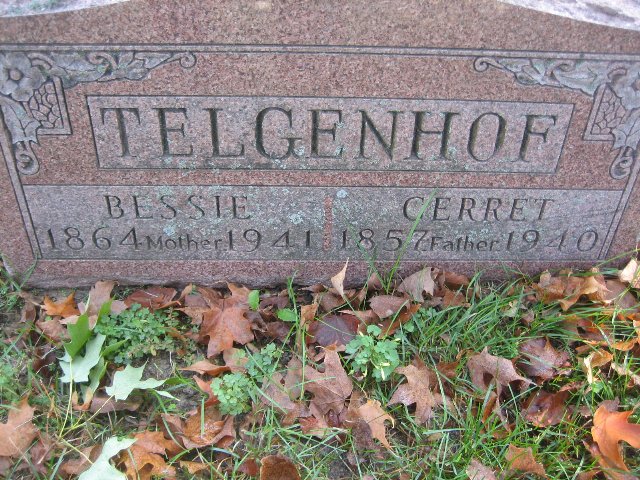 TELGENHOF
BESSIE GERRET
1864 Mother 1941 1857 Father 1940